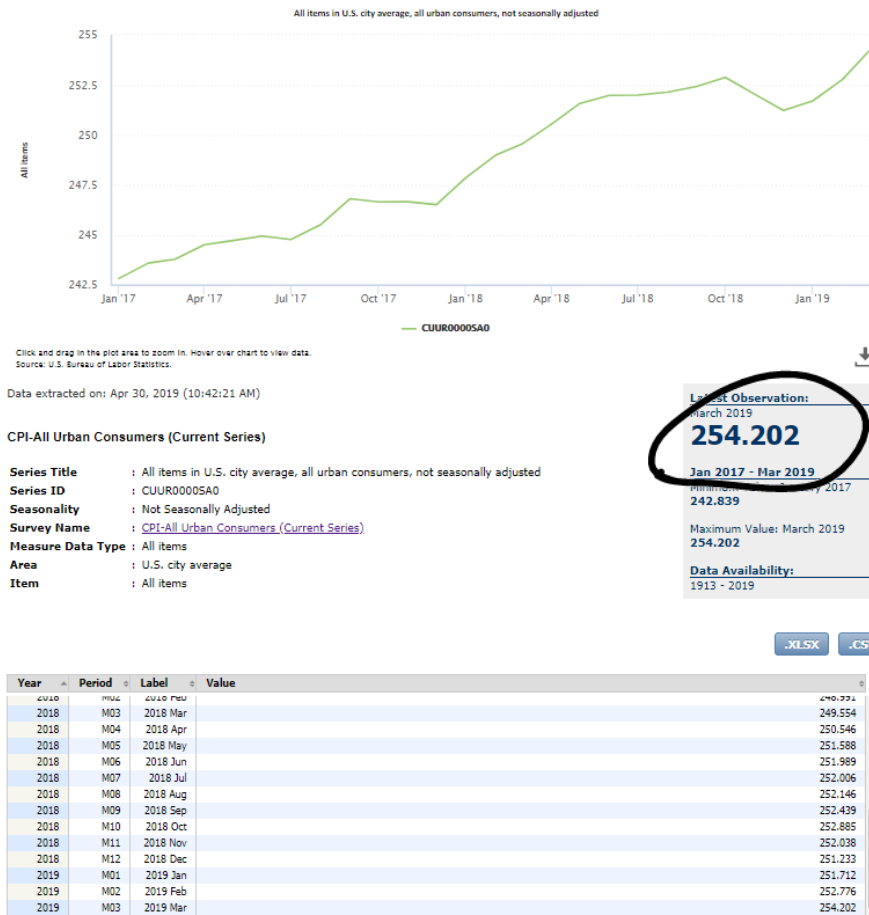 All items in U.S. city average, all urban consumers, not seasonally adjusted
255
252.5
250
247.5
245
242.5
All items
Jan '17 Apr '17 Jul '17 Oct '17 Jan '18 Apr '18 Jul '18 Oct '18 Jan '19
CUUR0000SA0
Click and drag in the plot area to zoom in. Hover over chart to view data.
Source: U.S. Bureau of Labor Statistics.
Data extracted on: Apr 30, 2019 (10:42:21 AM)
CPI-All Urban Consumers (Current Series)
Series Title : All items in U.S. city average, all urban consumers, not seasonally adjusted
Series ID : CUUR0000SA0
Seasonality : Not Seasonally Adjusted
Survey Name : CPI-All Urban Consumers (Current Series)
Measure Data Type : All items
Area : U.S. city average
Item : All items
Latest Observation:
March 2019
254.202
Jan 2017 - Mar 2019
2017
242.839
Maximum Value: March 2019
254.202
Data Availability:
1913 - 2019
.XLSX .CS
Year Period Label Value
2018 M02 2018 Feb 248.991
2018 M03 2018 Mar 249.554
2018 M04 2018 Apr 250.546
2018 M05 2018 May 251.588
2018 M06 2018 Jun 251.989
2018 M07 2018 Jul 252.006
2018 M08 2018 Aug 252.146
2018 M09 2018 Sep 252.439
2018 M10 2018 Oct 252.885
2018 M11 2018 Nov 252.038
2018 M12 2018 Dec 251.233
2019 M01 2019 Jan 251.712
2019 M02 2019 Feb 252.776
2019 M03 2019 Mar 254.202